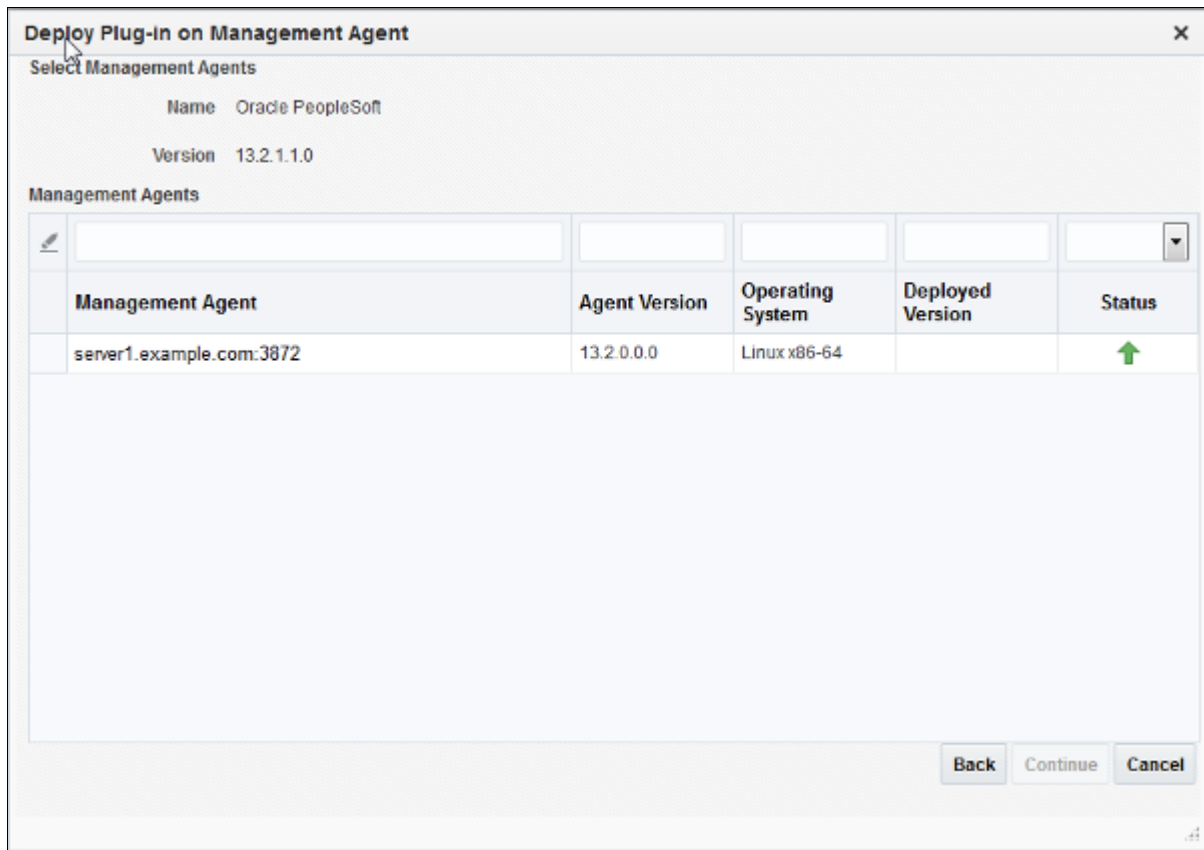 Deploy Plug-in on Management Agent
Select Management Agents
Name Oracle PeopleSoft
Version 13.2.1.1.0
Management Agents
Management Agent Agent Version Operating System Deployed Version Status
server1.example.com:3872 13.2.0.0.0 Linux x86-64
Back Continue Cancel